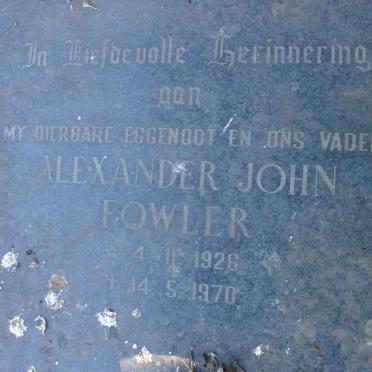 In Liefdevolle Herinnering
aan
MY DIERBARE EGGENOOT EN ONS VADER
ALEXANDER JOHN
FOWLER
* 4.11.1926
† 14.5.1970